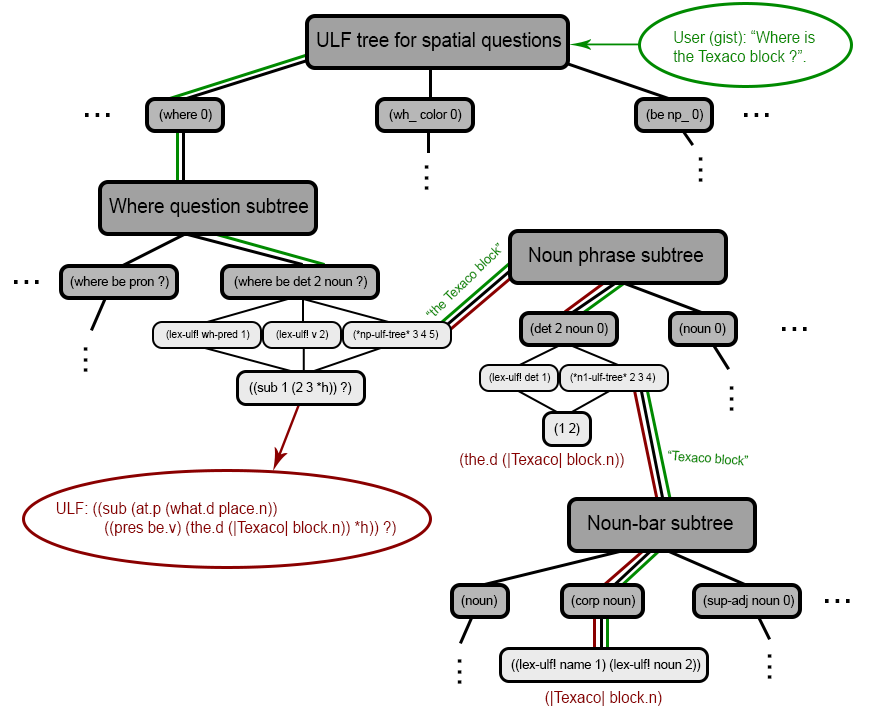 ULF tree for spatial questions
User (gist): “Where is
the Texaco block ?”.
... (where 0) (wh_ color 0) (be np_ 0) ...
Where question subtree
Noun phrase subtree
“the Texaco block”
... (where be pron ?) (where be det 2 noun ?)
(det 2 noun 0) (noun 0) ...
(lex-ulf! wh-pred 1) (lex-ulf! v 2) (*np-ulf-tree* 3 4 5)
((sub 1 (2 3 *h)) ?)
(lex-ulf! det 1) (*n1-ulf-tree* 2 3 4)
(1 2)
(the.d (|Texaco| block.n))
“Texaco block”
ULF: ((sub (at.p (what.d place.n))
((pres be.v) (the.d (|Texaco| block.n)) *h)) ?)
Noun-bar subtree
(noun) (corp noun) (sup-adj noun 0) ...
((lex-ulf! name 1) (lex-ulf! noun 2))
(|Texaco| block.n)